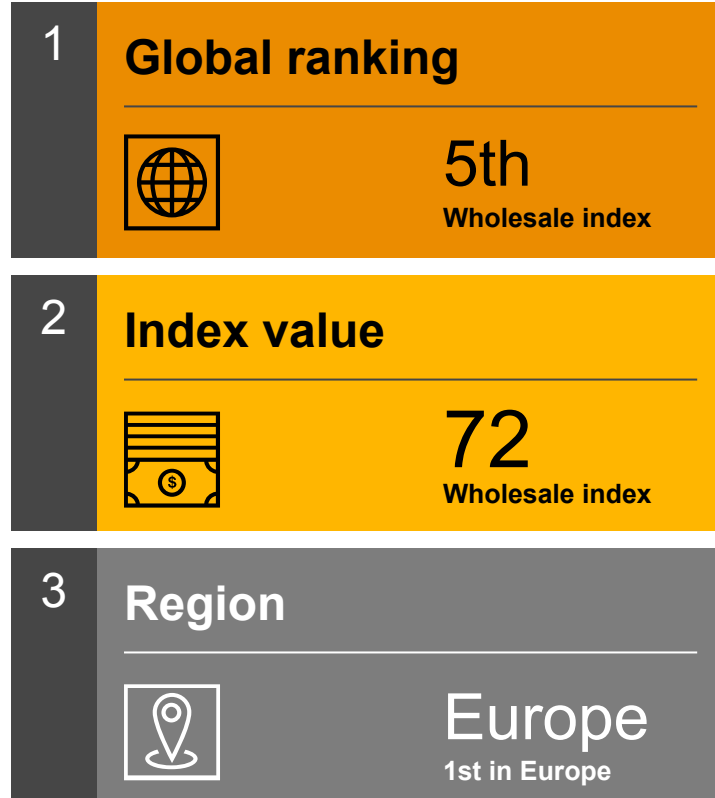 1
Global ranking
5th
Wholesale index
2
Index value
$
72
Wholesale index
3
Region
Europe
1st in Europe